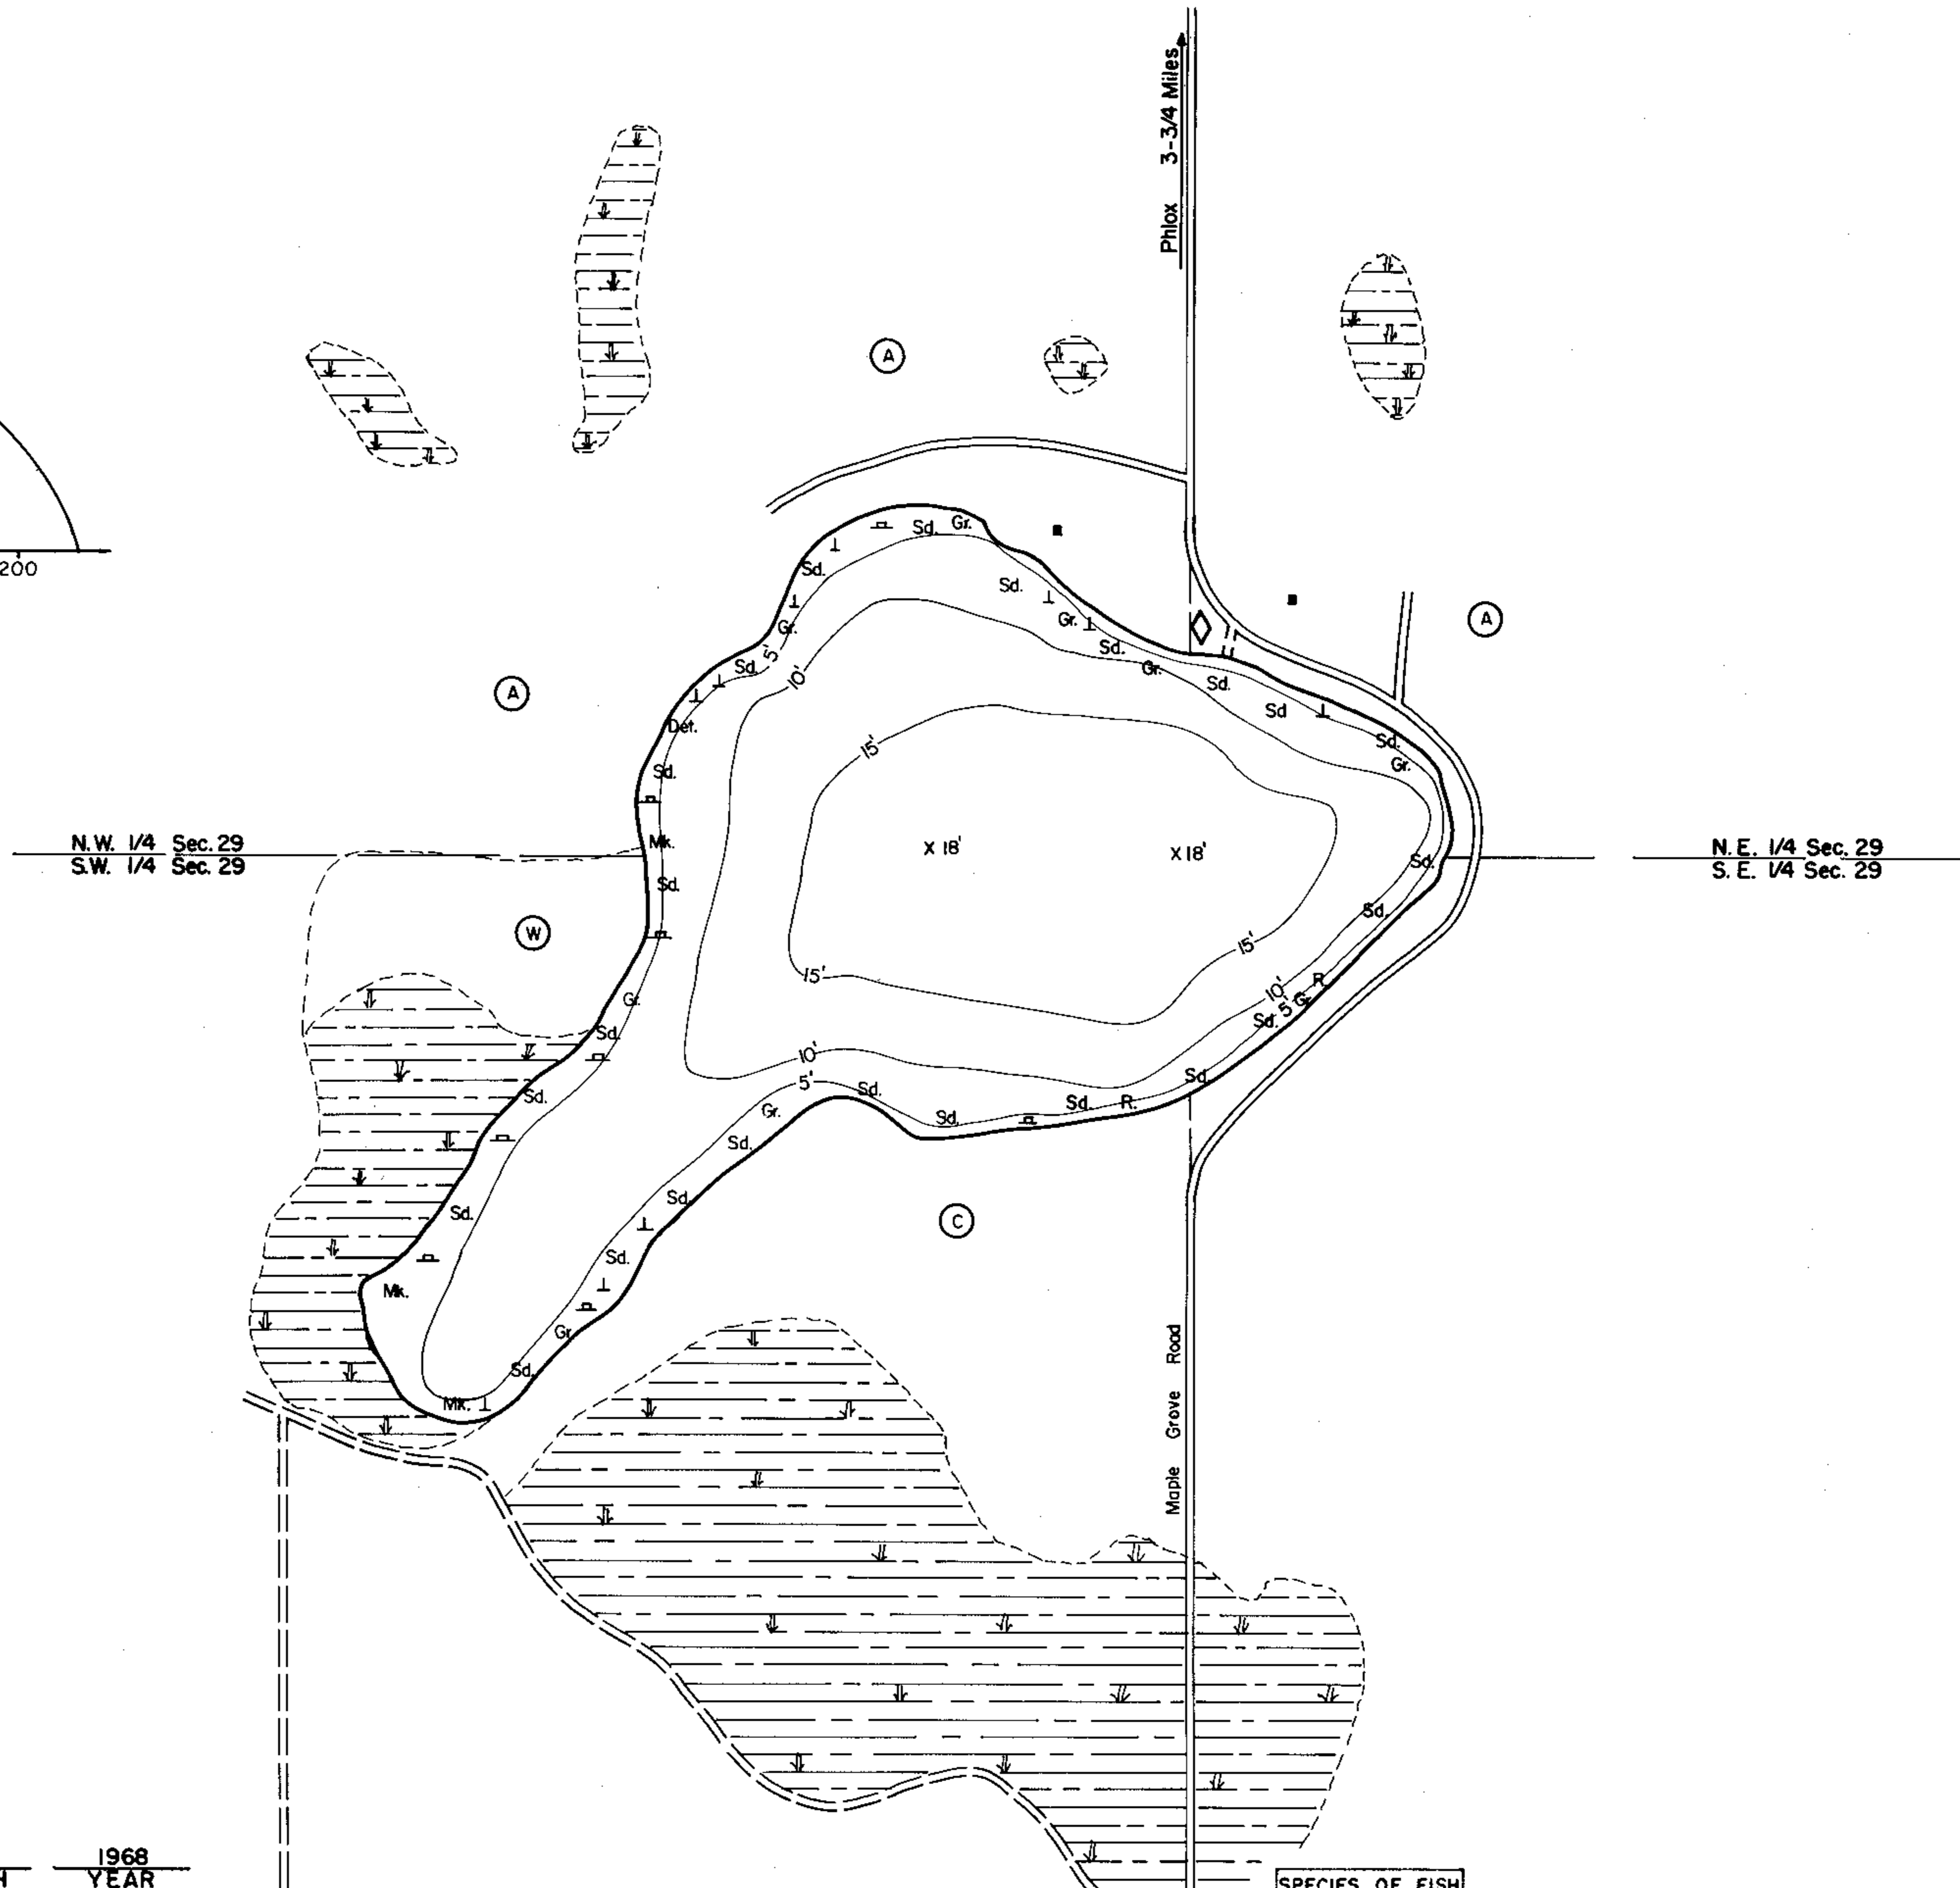 Phlox 3-3/4 Miles
A
200
Sd. Gr.
Sd.
Sd.
Gr.
Gr.
A
Sd.
5'
Sd.
Gr.
10'
Sd.
A
Sd
Det.
Sd.
15'
Gr.
Sd.
N.W. 1/4 Sec. 29
S.W. 1/4 Sec. 29
Mk.
X 18'
X 18'
N.E. 1/4 Sec. 29
S.E. 1/4 Sec. 29
Sd.
Sd.
Sd.
W
15'
15'
R.
10'
Gr.
Gr.
5'
Sd.
Sd.
10'
Sd.
5'
Sd.
Sd.
Gr.
Sd.
Sd. R.
Sd.
Sd.
Sd.
C
Sd.
Mk.
Gr.
Sd.
Mk.
Maple Grove Road
1968
YEAR
H
SPECIES OF FISH